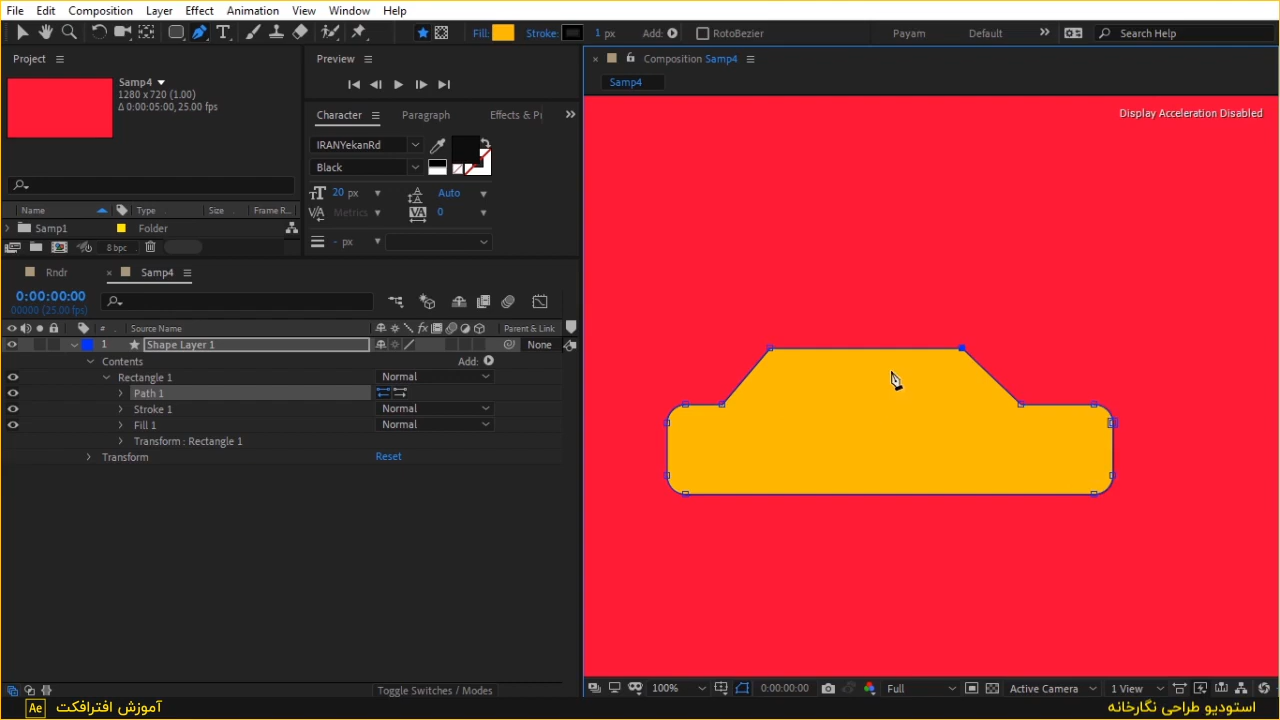 File Edit Composition Layer Effect Animation View Window Help
Fill: Stroke: 1 px Add: RotoBezier Payam Default » Search Help
Project
Samp4
1280 x 720 (1.00)
Δ 0:00:05:00, 25.00 fps
Name Type Size Frame R...
Samp1 Folder
8 bpc
Preview
Character Paragraph Effects & Pr »
IRANYekanRd
Black
20 px Auto
Metrics 0
- px
Composition Samp4
Samp4
Display Acceleration Disabled
Rndr Samp4
0:00:00:00
00000 (25.00 fps)
# Source Name Parent & Link
1 Shape Layer 1 None
Contents Add:
Rectangle 1 Normal
Path 1
Stroke 1 Normal
Fill 1 Normal
Transform : Rectangle 1
Transform Reset
Toggle Switches / Modes
100% 0:00:00:00 Full Active Camera 1 View
Ae آموزش افترافکت
استودیو طراحی نگارخانه